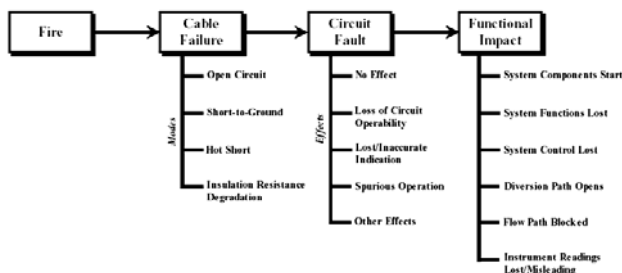 Fire
Cable
Failure
Circuit
Fault
Functional
Impact
Modes
Open Circuit
Short-to-Ground
Hot Short
Insulation Resistance
Degradation
Effects
No Effect
Loss of Circuit
Operability
Lost/Inaccurate
Indication
Spurious Operation
Other Effects
System Components Start
System Functions Lost
System Control Lost
Diversion Path Opens
Flow Path Blocked
Instrument Readings
Lost/Misleading